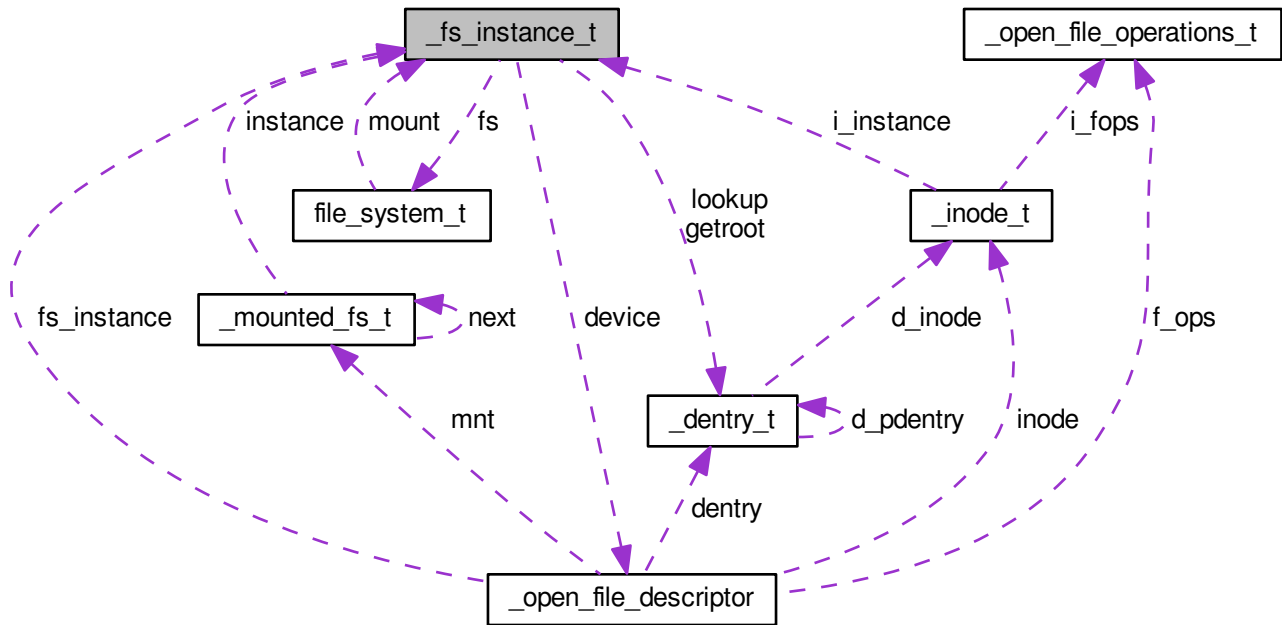 _fs_instance_t
_open_file_operations_t
instance
mount
fs
i_instance
i_fops
file_system_t
lookup
getroot
_inode_t
fs_instance
_mounted_fs_t
next
device
d_inode
f_ops
mnt
_dentry_t
d_pdentry
inode
dentry
_open_file_descriptor